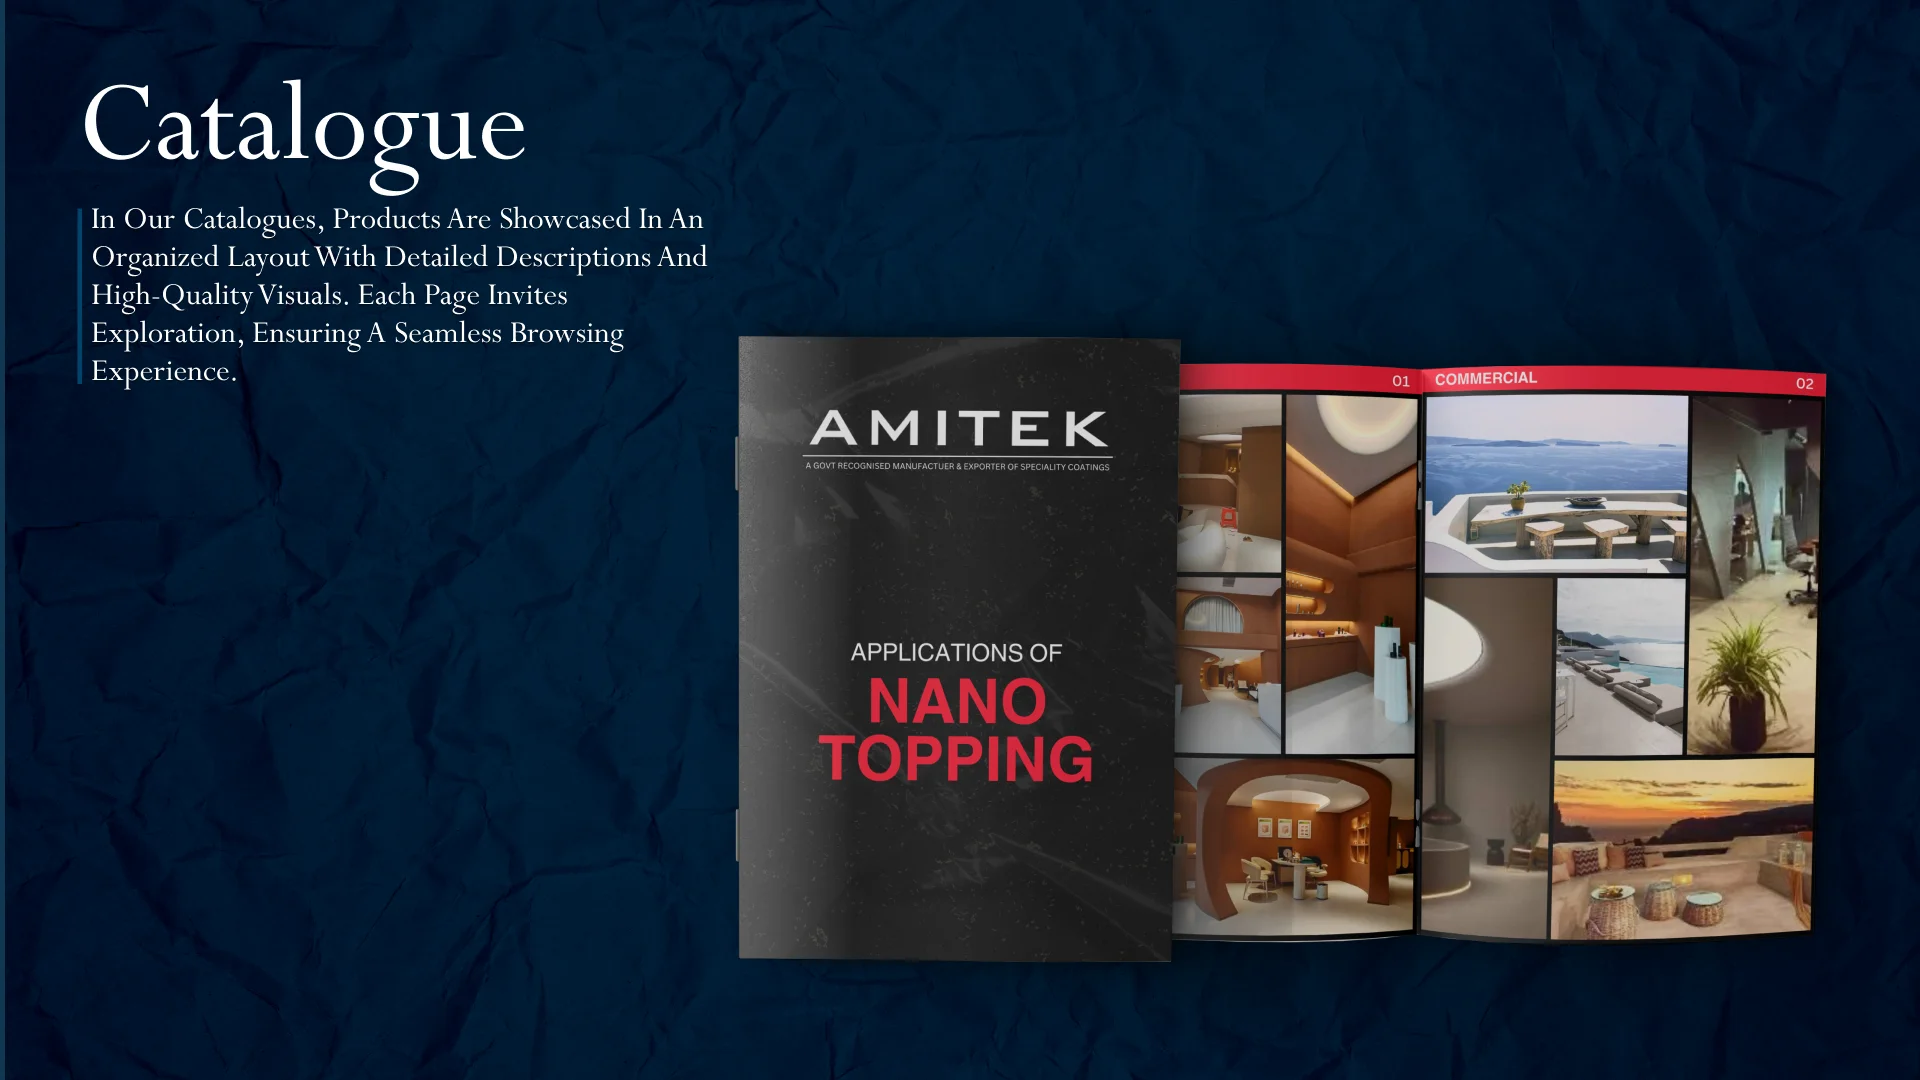 Catalogue
In Our Catalogues, Products Are Showcased In An
Organized Layout With Detailed Descriptions And
High-Quality Visuals. Each Page Invites
Exploration, Ensuring A Seamless Browsing
Experience.
AMITEK
A GOVT RECOGNISED MANUFACTUER & EXPORTER OF SPECIALITY COATINGS
APPLICATIONS OF
NANO
TOPPING
01
COMMERCIAL
02